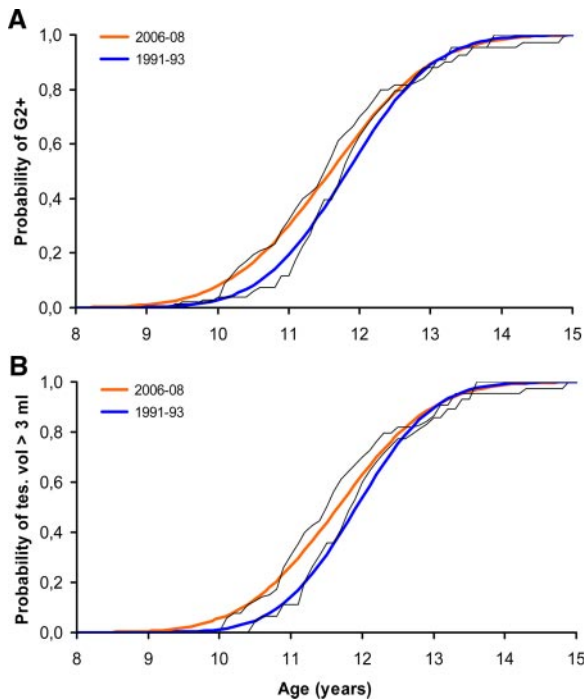 A
2006-08
1991-93
Probability of G2+
1,0
0,8
0,6
0,4
0,2
0,0
8 9 10 11 12 13 14 15
B
2006-08
1991-93
Probability of tes. vol > 3 ml
1,0
0,8
0,6
0,4
0,2
0,0
8 9 10 11 12 13 14 15
Age (years)